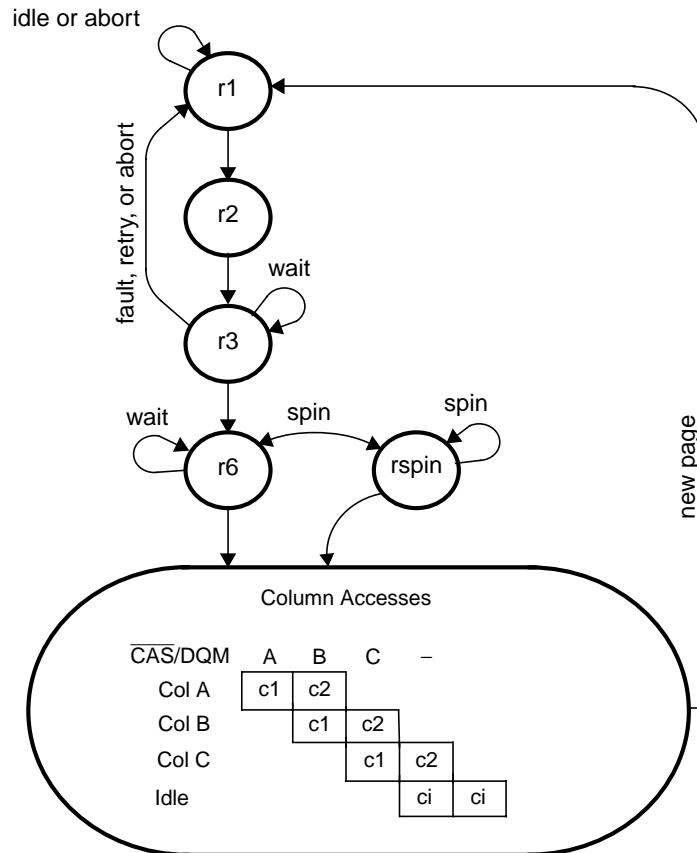 idle or abort
r1
fault, retry, or abort
r2
wait
r3
wait
spin
spin
r6
rspin
new page
Column Accesses
CAS/DQM A B C –
Col A c1 c2
Col B c1 c2
Col C c1 c2
Idle ci ci